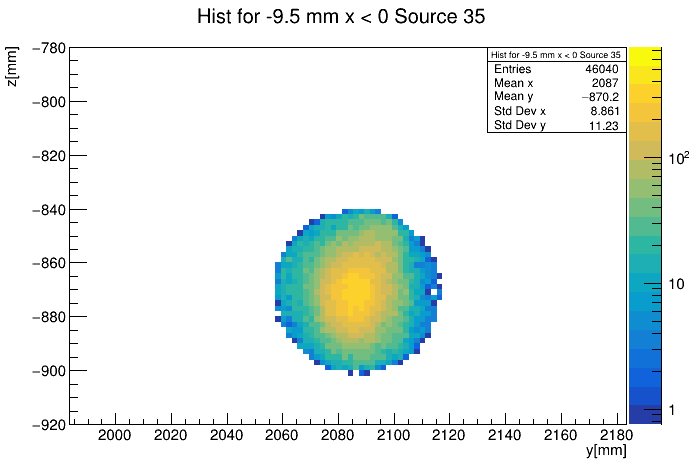 Hist for -9.5 mm x < 0 Source 35
z[mm]
−780
−800
−820
−840
−860
−880
−900
−920
Hist for -9.5 mm x < 0 Source 35
Entries 46040
Mean x 2087
Mean y −870.2
Std Dev x 8.861
Std Dev y 11.23
10²
10
1
2000 2020 2040 2060 2080 2100 2120 2140 2160 2180
y[mm]